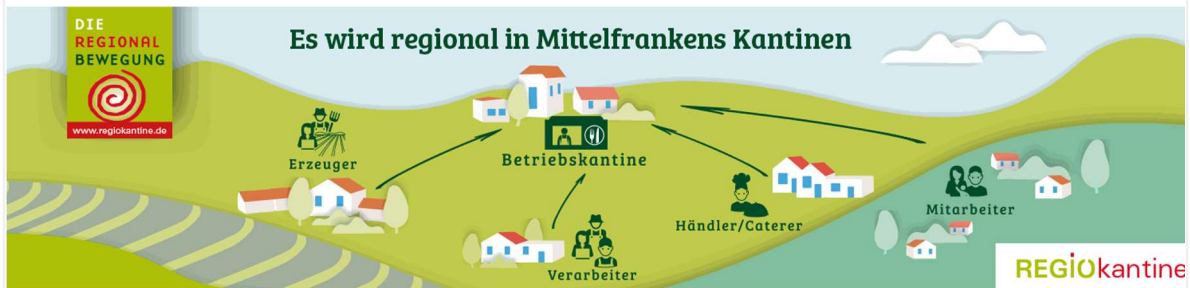 DIE
REGIONAL
BEWEGUNG
www.regiokantine.de
Es wird regional in Mittelfrankens Kantinen
Erzeuger
Betriebskantine
Händler/Caterer
Mitarbeiter
Verarbeiter
REGIOkantine